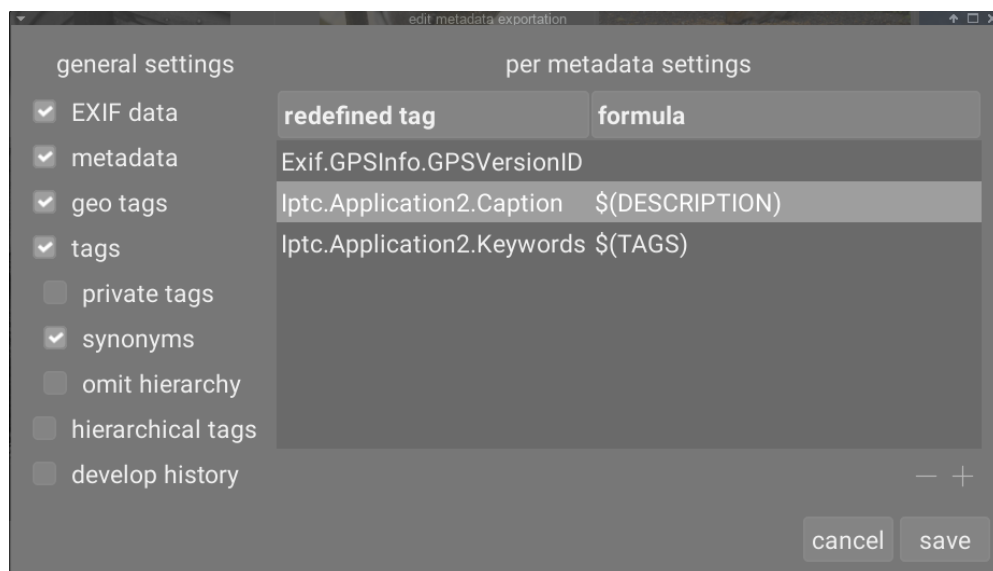 edit metadata exportation
general settings
per metadata settings
EXIF data
metadata
geo tags
tags
private tags
synonyms
omit hierarchy
hierarchical tags
develop history
redefined tag formula
Exif.GPSInfo.GPSVersionID
Iptc.Application2.Caption $(DESCRIPTION)
Iptc.Application2.Keywords $(TAGS)
cancel save